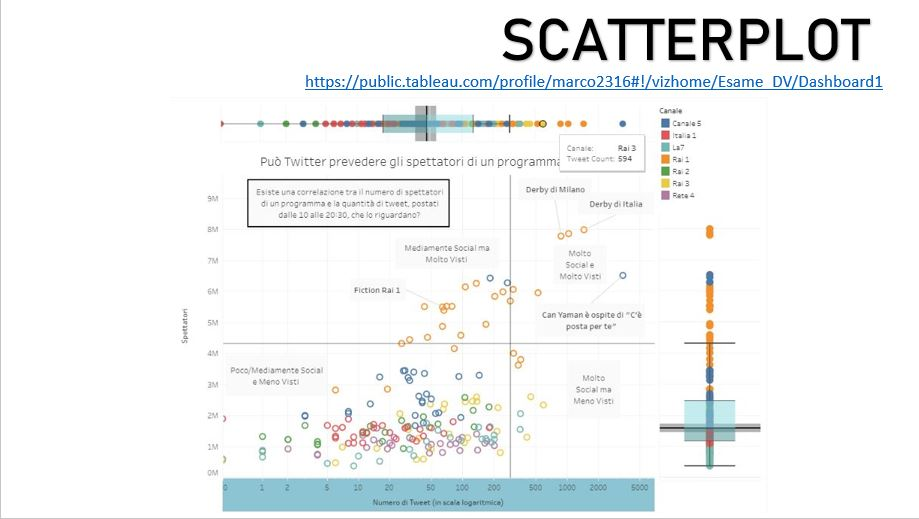 SCATTERPLOT
https://public.tableau.com/profile/marco2316#!/vizhome/Esame_DV/Dashboard1
Canale
Canale 5
Italia 1
La7
Rai 1
Rai 2
Rai 3
Rete 4
Canale: Rai 3
Tweet Count: 594
Può Twitter prevedere gli spettatori di un programma
Esiste una correlazione tra il numero di spettatori
di un programma e la quantità di tweet, postati
dalle 10 alle 20:30, che lo riguardano?
Derby di Milano
Derby di Italia
Mediamente Social ma
Molto Visti
Molto
Social e
Molto Visti
Fiction Rai 1
Can Yaman è ospite di "C'è
posta per te"
Poco/Mediamente Social
e Meno Visti
Molto
Social ma
Meno Visti
Spettatori
9M
8M
7M
6M
5M
4M
3M
2M
1M
0M
0 1 2 5 10 20 50 100 200 500 1000 2000 5000
Numero di Tweet (in scala logaritmica)